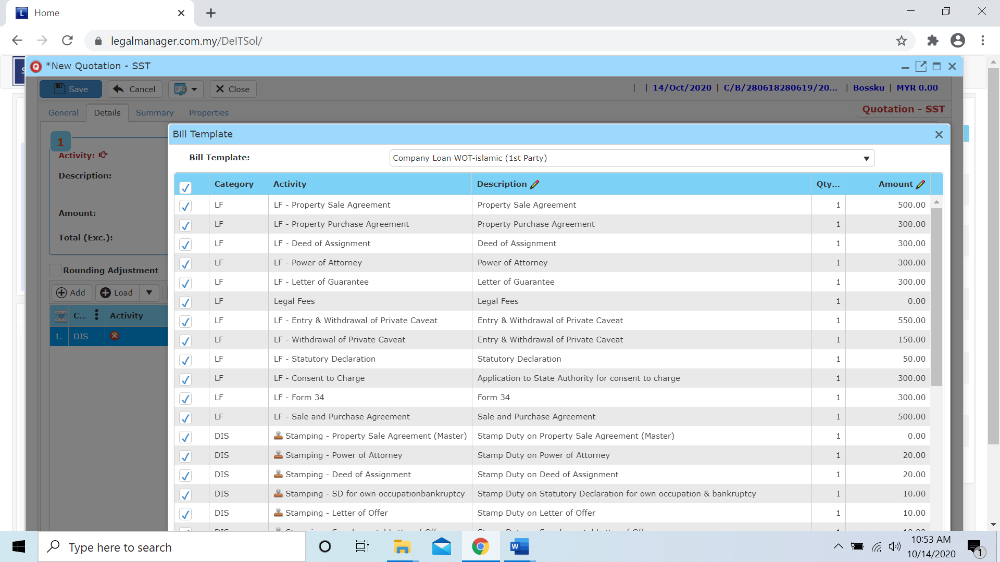 Home
legalmanager.com.my/DelTSol/
*New Quotation - SST
Save Cancel Close | | 14/Oct/2020 | C/B/280618280619/20... | Bossku | MYR 0.00
General Details Summary Properties Quotation - SST
1
Activity:
Description:
Amount:
Total (Exc.):
Rounding Adjustment
Add Load
C... Activity
1. DIS
Bill Template
Bill Template: Company Loan WOT-islamic (1st Party)
Category Activity Description Qty... Amount
LF LF - Property Sale Agreement Property Sale Agreement 1 500.00
LF LF - Property Purchase Agreement Property Purchase Agreement 1 300.00
LF LF - Deed of Assignment Deed of Assignment 1 300.00
LF LF - Power of Attorney Power of Attorney 1 300.00
LF LF - Letter of Guarantee Letter of Guarantee 1 300.00
LF Legal Fees Legal Fees 1 0.00
LF LF - Entry & Withdrawal of Private Caveat Entry & Withdrawal of Private Caveat 1 550.00
LF LF - Withdrawal of Private Caveat Entry & Withdrawal of Private Caveat 1 150.00
LF LF - Statutory Declaration Statutory Declaration 1 50.00
LF LF - Consent to Charge Application to State Authority for consent to charge 1 300.00
LF LF - Form 34 Form 34 1 300.00
LF LF - Sale and Purchase Agreement Sale and Purchase Agreement 1 500.00
DIS Stamping - Property Sale Agreement (Master) Stamp Duty on Property Sale Agreement (Master) 1 0.00
DIS Stamping - Power of Attorney Stamp Duty on Power of Attorney 1 20.00
DIS Stamping - Deed of Assignment Stamp Duty on Deed of Assignment 1 20.00
DIS Stamping - SD for own occupationbankruptcy Stamp Duty on Statutory Declaration for own occupation & bankruptcy 1 10.00
DIS Stamping - Letter of Offer Stamp Duty on Letter of Offer 1 10.00
Type here to search
10:53 AM
10/14/2020
1